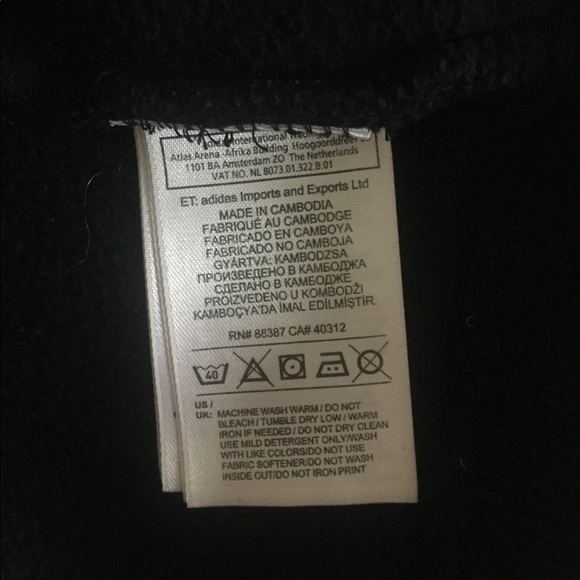 Atlas Arena - Afrika Building Hoogoorddreef
1101 BA Amsterdam ZO The Netherlands
VAT NO. NL 8073.01.322.B.01
ET: adidas Imports and Exports Ltd
MADE IN CAMBODIA
FABRIQUÉ AU CAMBODGE
FABRICADO EN CAMBOYA
FABRICADO NO CAMBOJA
GYÁRTVA: KAMBODZSA
ПРОИЗВЕДЕНО В КАМБОДЖА
СДЕЛАНО В КАМБОДЖЕ
PROIZVEDENO U KOMBODŽI
KAMBOÇYA'DA İMAL EDİLMİŞTİR.
RN# 88387 CA# 40312
40
US /
UK: MACHINE WASH WARM / DO NOT
BLEACH / TUMBLE DRY LOW / WARM
IRON IF NEEDED / DO NOT DRY CLEAN
USE MILD DETERGENT ONLY/WASH
WITH LIKE COLORS/DO NOT USE
FABRIC SOFTENER/DO NOT WASH
INSIDE OUT/DO NOT IRON PRINT